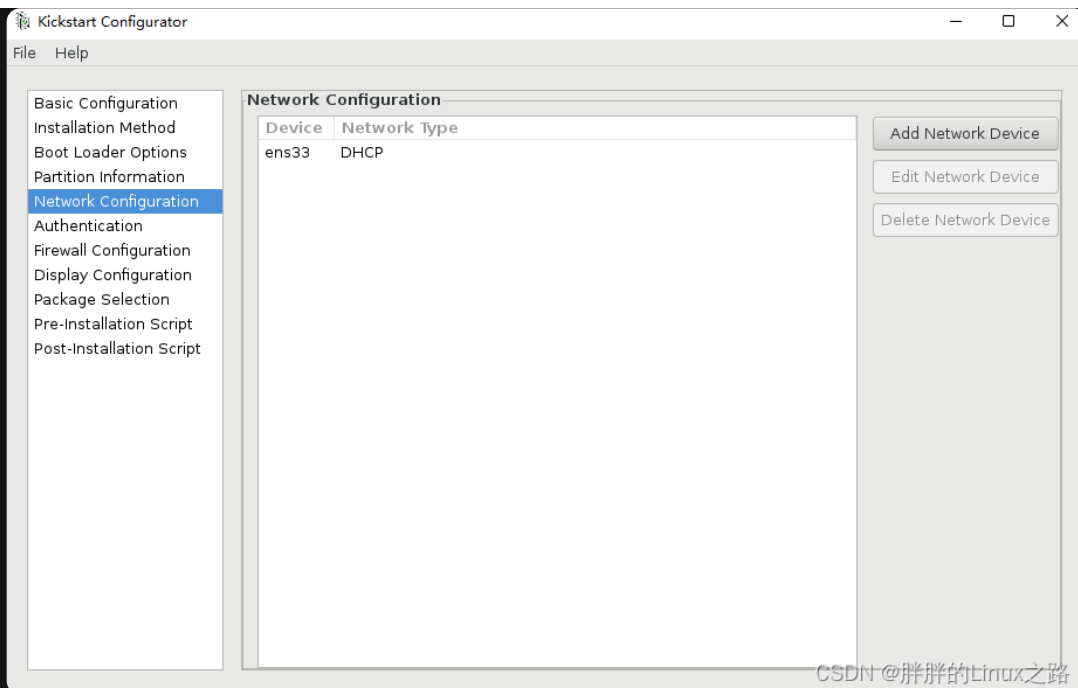 Kickstart Configurator
File Help
Basic Configuration
Installation Method
Boot Loader Options
Partition Information
Network Configuration
Authentication
Firewall Configuration
Display Configuration
Package Selection
Pre-Installation Script
Post-Installation Script
Network Configuration
Device Network Type
ens33 DHCP
Add Network Device
Edit Network Device
Delete Network Device
CSDN @胖胖的Linux之路